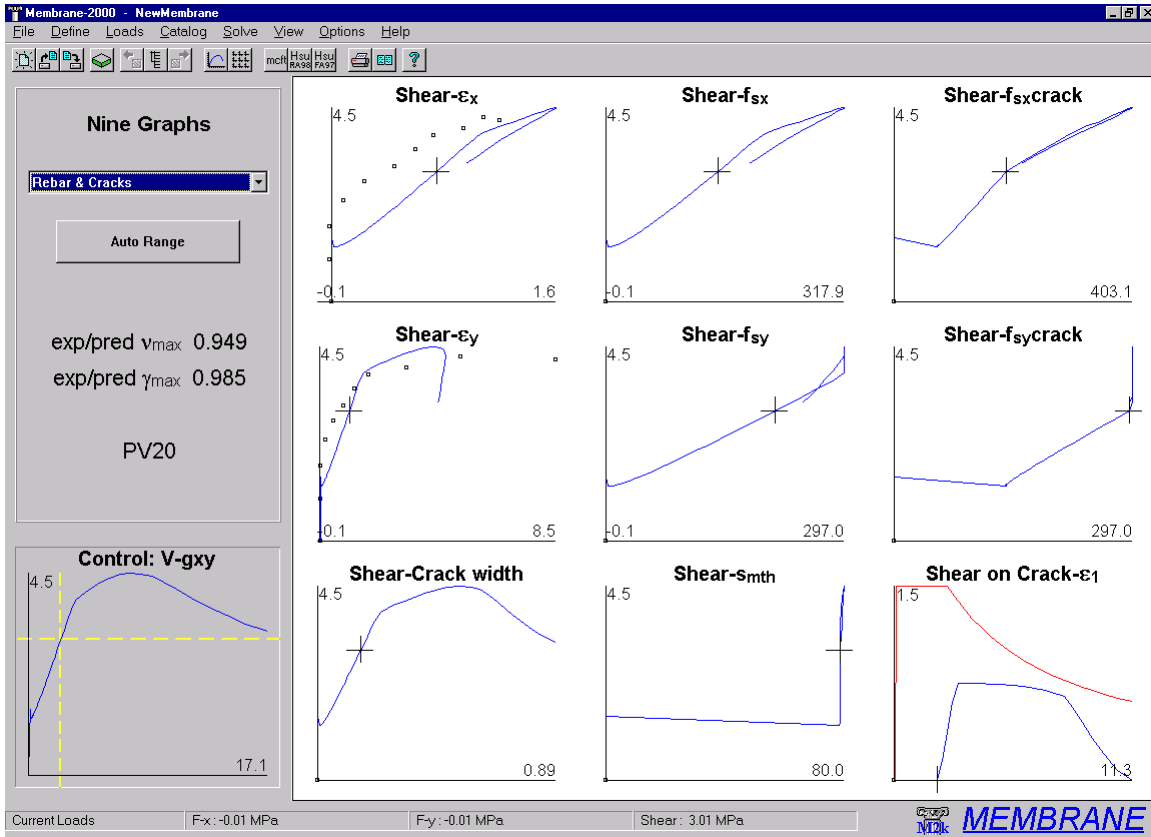 Membrane-2000 - NewMembrane
File Define Loads Catalog Solve View Options Help
mcft Hsu RA98 Hsu FA97 ?
Nine Graphs
Rebar & Cracks
Auto Range
exp/pred νmax 0.949
exp/pred γmax 0.985
PV20
Control: V-gxy
4.5
17.1
Shear-εx
4.5
-0.1 1.6
Shear-fsx
4.5
-0.1 317.9
Shear-fsxcrack
4.5
403.1
Shear-εy
4.5
-0.1 8.5
Shear-fsy
4.5
-0.1 297.0
Shear-fsycrack
4.5
297.0
Shear-Crack width
4.5
0.89
Shear-smth
4.5
80.0
Shear on Crack-ε1
1.5
11.3
Current Loads F-x : -0.01 MPa F-y : -0.01 MPa Shear : 3.01 MPa
M2k MEMBRANE